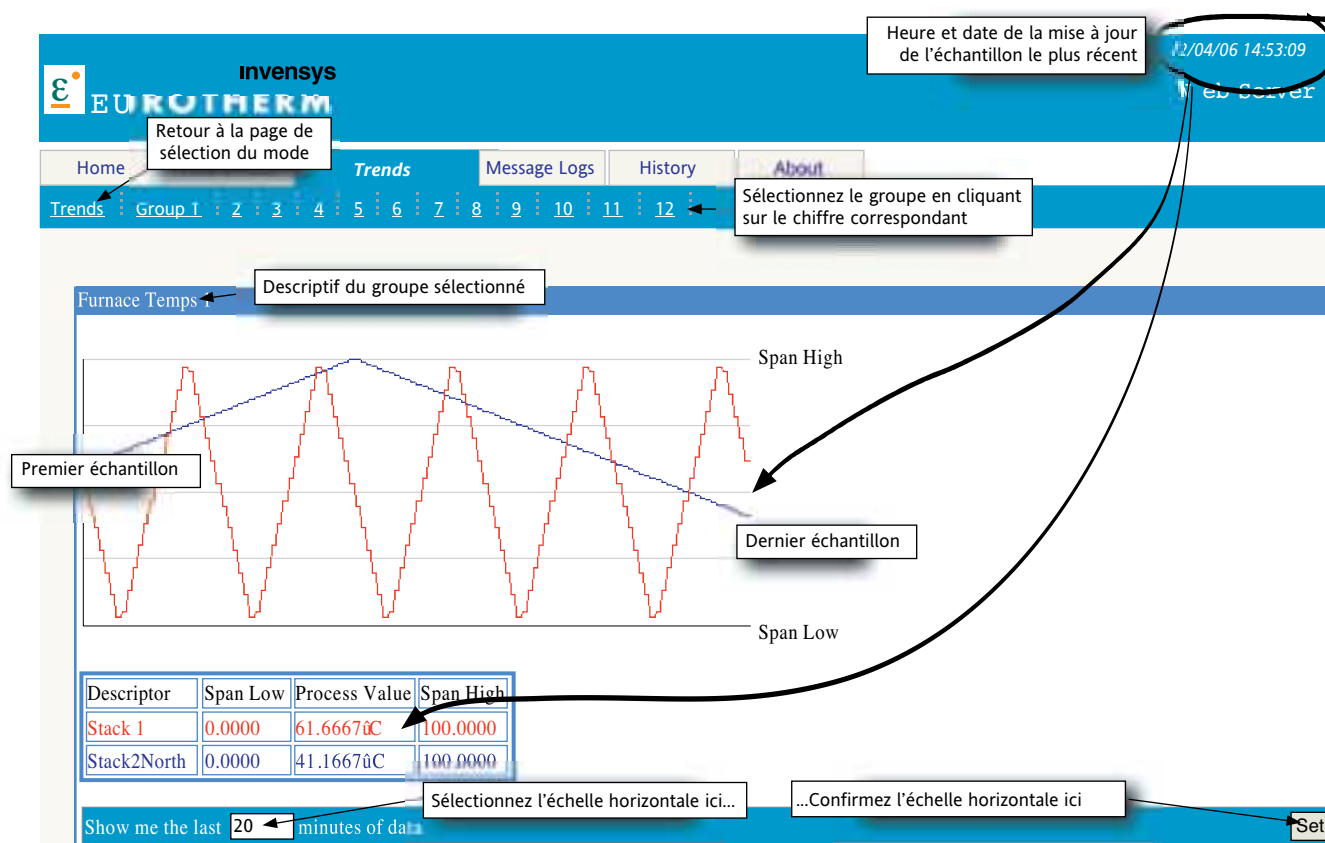 Heure et date de la mise à jour
de l'échantillon le plus récent
2/04/06 14:53:09
Web Server
invensys
ε
EUROTHERM
Retour à la page de
sélection du mode
Home
Trends
Message Logs
History
About
Trends Group 1 2 3 4 5 6 7 8 9 10 11 12
Sélectionnez le groupe en cliquant
sur le chiffre correspondant
Furnace Temps 1
Descriptif du groupe sélectionné
Span High
Premier échantillon
Dernier échantillon
Span Low
Descriptor Span Low Process Value Span High
Stack 1 0.0000 61.6667ûC 100.0000
Stack2North 0.0000 41.1667ûC 100.0000
Sélectionnez l'échelle horizontale ici...
...Confirmez l'échelle horizontale ici
Show me the last 20 minutes of data
Set